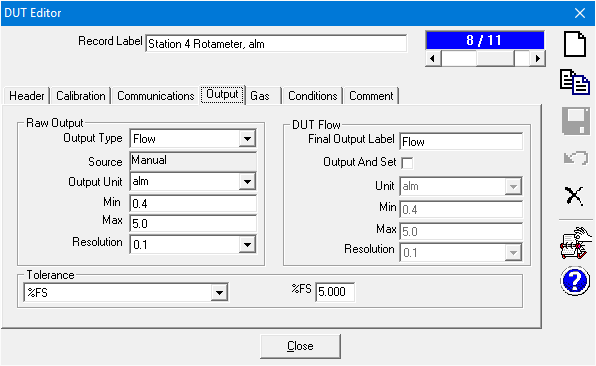 DUT Editor
Record Label Station 4 Rotameter, alm
8 / 11
Header Calibration Communications Output Gas Conditions Comment
Raw Output
Output Type Flow
Source Manual
Output Unit alm
Min 0.4
Max 5.0
Resolution 0.1
DUT Flow
Final Output Label Flow
Output And Set
Unit alm
Min 0.4
Max 5.0
Resolution 0.1
Tolerance
%FS
%FS 5.000
Close